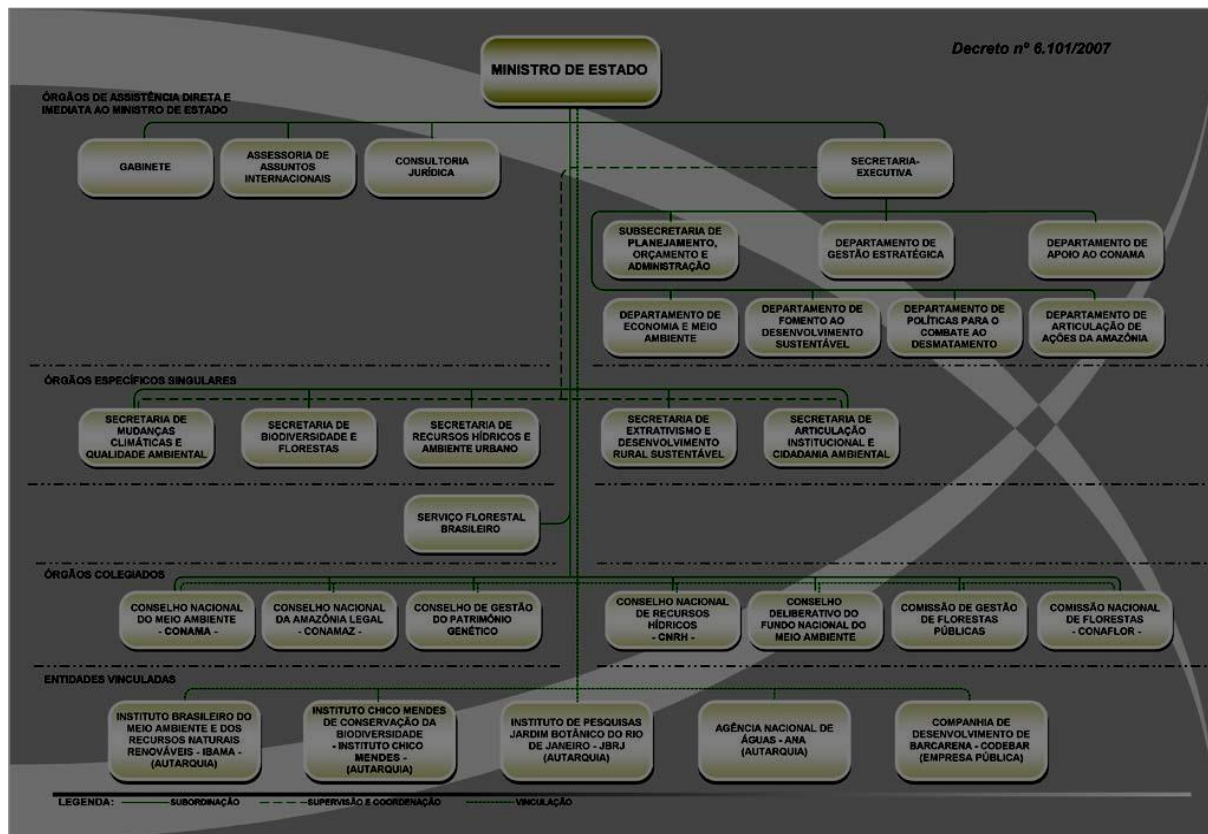 Decreto nº 6.101/2007
MINISTRO DE ESTADO
ÓRGÃOS DE ASSISTÊNCIA DIRETA E
IMEDIATA AO MINISTRO DE ESTADO
GABINETE
ASSESSORIA DE
ASSUNTOS
INTERNACIONAIS
CONSULTORIA
JURÍDICA
SECRETARIA-
EXECUTIVA
SUBSECRETARIA DE
PLANEJAMENTO,
ORÇAMENTO E
ADMINISTRAÇÃO
DEPARTAMENTO DE
GESTÃO ESTRATÉGICA
DEPARTAMENTO DE
APOIO AO CONAMA
DEPARTAMENTO DE
ECONOMIA E MEIO
AMBIENTE
DEPARTAMENTO DE
FOMENTO AO
DESENVOLVIMENTO
SUSTENTÁVEL
DEPARTAMENTO DE
POLÍTICAS PARA O
COMBATE AO
DESMATAMENTO
DEPARTAMENTO DE
ARTICULAÇÃO DE
AÇÕES DA AMAZÔNIA
ÓRGÃOS ESPECÍFICOS SINGULARES
SECRETARIA DE
MUDANÇAS
CLIMÁTICAS E
QUALIDADE AMBIENTAL
SECRETARIA DE
BIODIVERSIDADE E
FLORESTAS
SECRETARIA DE
RECURSOS HÍDRICOS E
AMBIENTE URBANO
SECRETARIA DE
EXTRATIVISMO E
DESENVOLVIMENTO
RURAL SUSTENTÁVEL
SECRETARIA DE
ARTICULAÇÃO
INSTITUCIONAL E
CIDADANIA AMBIENTAL
SERVIÇO FLORESTAL
BRASILEIRO
ÓRGÃOS COLEGIADOS
CONSELHO NACIONAL
DO MEIO AMBIENTE
- CONAMA -
CONSELHO NACIONAL
DA AMAZÔNIA LEGAL
- CONAMAZ -
CONSELHO DE GESTÃO
DO PATRIMÔNIO
GENÉTICO
CONSELHO NACIONAL
DE RECURSOS
HÍDRICOS
- CNRH -
CONSELHO
DELIBERATIVO DO
FUNDO NACIONAL DO
MEIO AMBIENTE
COMISSÃO DE GESTÃO
DE FLORESTAS
PÚBLICAS
COMISSÃO NACIONAL
DE FLORESTAS
- CONAFLOR -
ENTIDADES VINCULADAS
INSTITUTO BRASILEIRO DO
MEIO AMBIENTE E DOS
RECURSOS NATURAIS
RENOVÁVEIS - IBAMA -
(AUTARQUIA)
INSTITUTO CHICO MENDES
DE CONSERVAÇÃO DA
BIODIVERSIDADE
- INSTITUTO CHICO
MENDES -
(AUTARQUIA)
INSTITUTO DE PESQUISAS
JARDIM BOTÂNICO DO RIO
DE JANEIRO - JBRJ
(AUTARQUIA)
AGÊNCIA NACIONAL DE
ÁGUAS - ANA
(AUTARQUIA)
COMPANHIA DE
DESENVOLVIMENTO DE
BARCARENA - CODEBAR
(EMPRESA PÚBLICA)
LEGENDA: SUBORDINAÇÃO SUPERVISÃO E COORDENAÇÃO VINCULAÇÃO